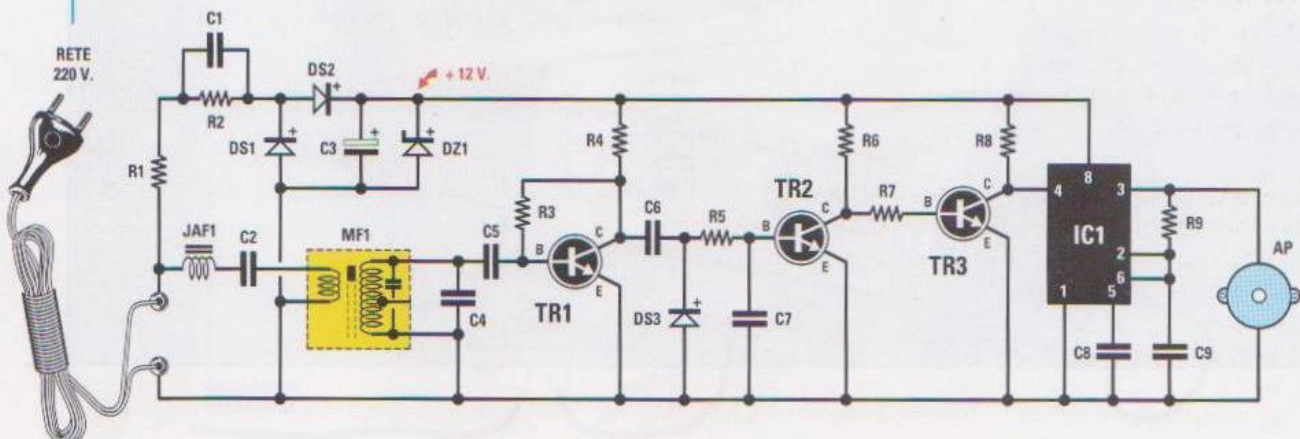 C1
RETE
220 V.
DS2
+
+ 12 V.
R2
R1
DS1
+
C3
+
DZ1
+
R4
R6
R8
JAF1
C2
MF1
C5
R3
C4
B
C
E
TR1
C6
R5
DS3
+
C7
TR2
B
C
E
R7
TR3
B
C
E
4
8
3
IC1
2
6
1
5
R9
AP
C8
C9